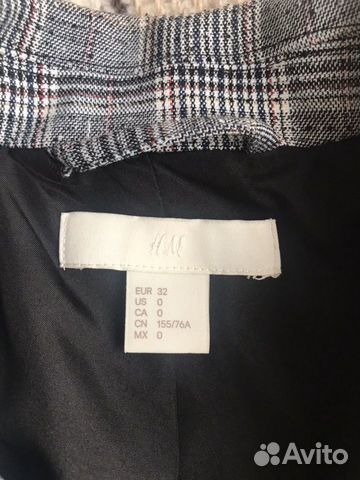 H.M
EUR 32
US 0
CA 0
CN 155/76A
MX 0
Avito